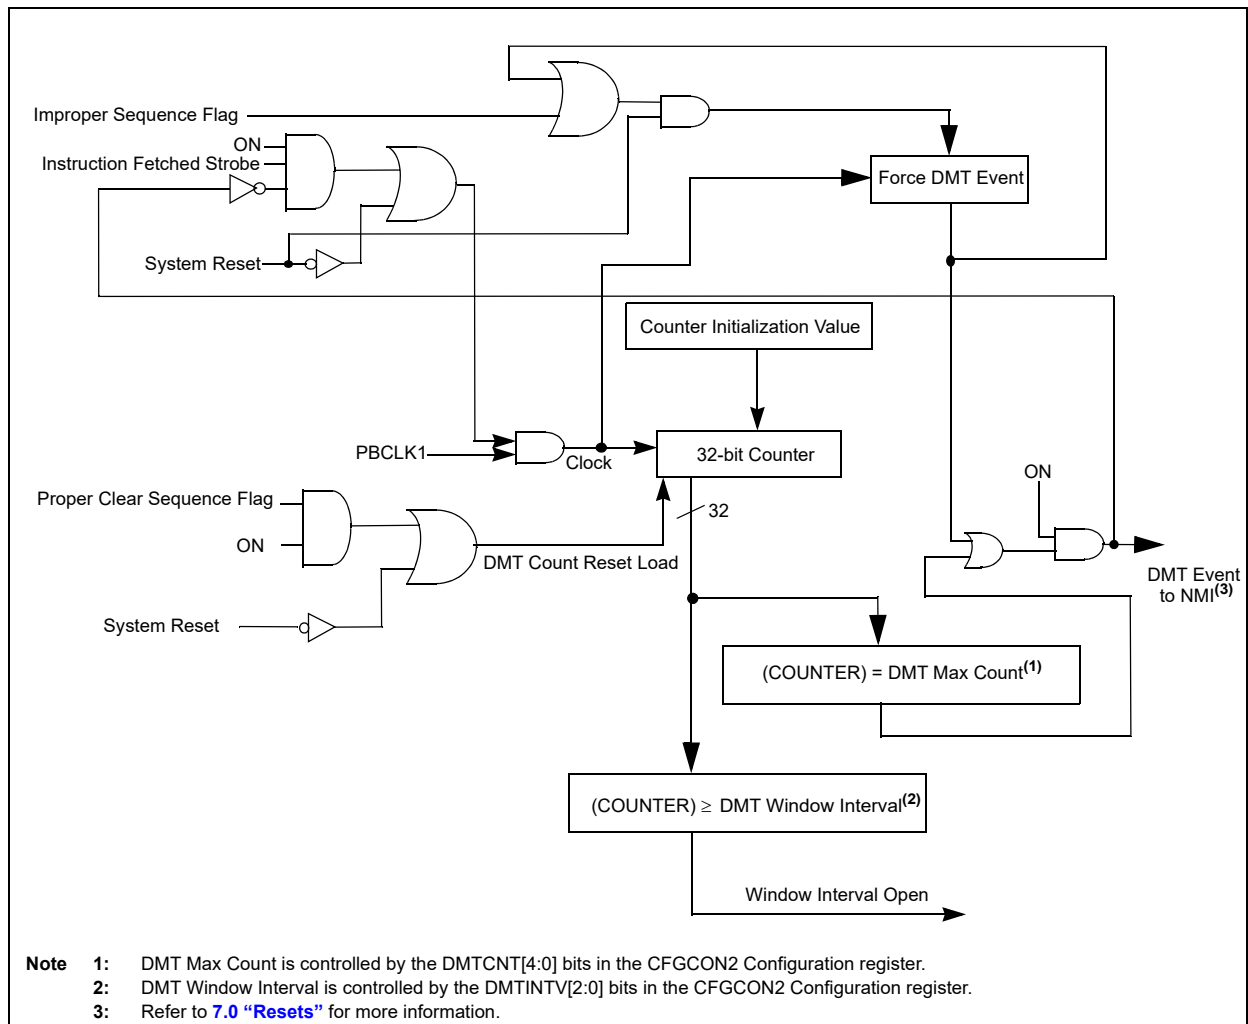 Improper Sequence Flag
ON
Instruction Fetched Strobe
Force DMT Event
System Reset
Counter Initialization Value
PBCLK1
Clock
32-bit Counter
Proper Clear Sequence Flag
ON
32
ON
DMT Count Reset Load
DMT Event
to NMI(3)
System Reset
(COUNTER) = DMT Max Count(1)
(COUNTER) ≥ DMT Window Interval(2)
Window Interval Open
Note 1: DMT Max Count is controlled by the DMTCNT[4:0] bits in the CFGCON2 Configuration register.
2: DMT Window Interval is controlled by the DMTINTV[2:0] bits in the CFGCON2 Configuration register.
3: Refer to 7.0 “Resets” for more information.